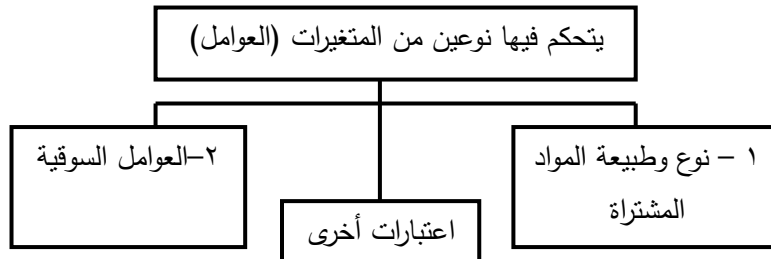 يتحكم فيها نوعين من المتغيرات (العوامل)
١ – نوع وطبيعة المواد
المشتراة
٢–العوامل السوقية
اعتبارات أخرى